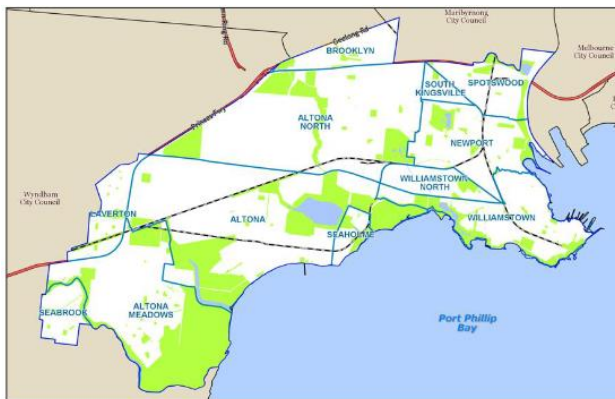 Maribyrnong
City Council
Geelong Rd
BROOKLYN
Melbourne
City Council
SOUTH
KINGSVILLE
SPOTSWOOD
Princes Fwy
ALTONA
NORTH
NEWPORT
WILLIAMSTOWN
NORTH
Wyndham
City Council
LAVERTON
ALTONA
SEAHOLME
WILLIAMSTOWN
SEABROOK
ALTONA
MEADOWS
Port Phillip
Bay